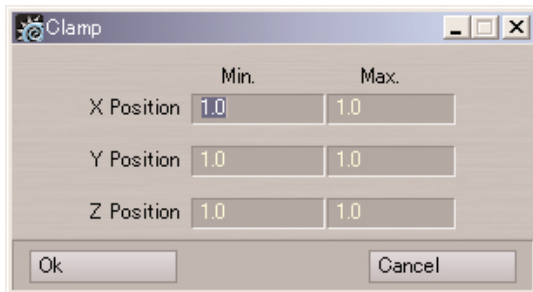 Clamp
Min. Max.
X Position 1.0 1.0
Y Position 1.0 1.0
Z Position 1.0 1.0
Ok Cancel